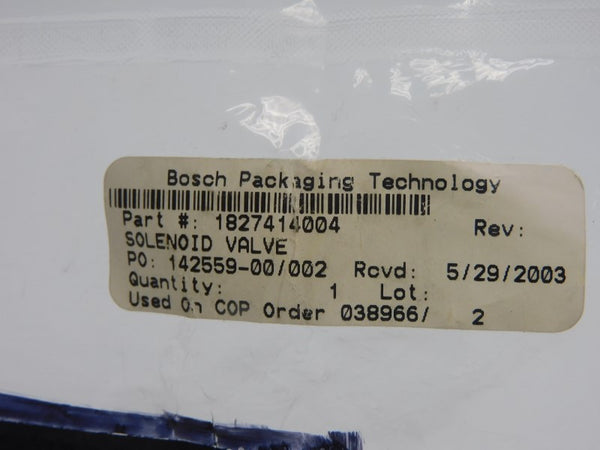 Bosch Packaging Technology
Part #: 1827414004 Rev:
SOLENOID VALVE
PO: 142559-00/002 Rcvd: 5/29/2003
Quantity: 1 Lot:
Used On COP Order 038966/ 2